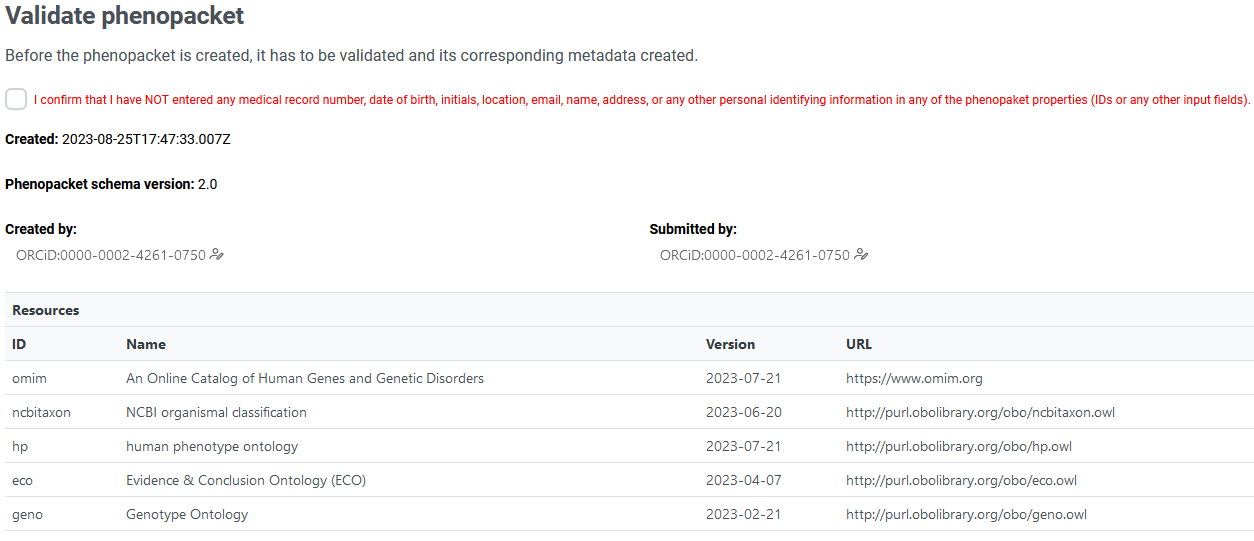 Validate phenopacket
Before the phenopacket is created, it has to be validated and its corresponding metadata created.
I confirm that I have NOT entered any medical record number, date of birth, initials, location, email, name, address, or any other personal identifying information in any of the phenopaket properties (IDs or any other input fields).
Created: 2023-08-25T17:47:33.007Z
Phenopacket schema version: 2.0
Created by: Submitted by:
ORCiD:0000-0002-4261-0750 ORCiD:0000-0002-4261-0750
Resources
ID Name Version URL
omim An Online Catalog of Human Genes and Genetic Disorders 2023-07-21 https://www.omim.org
ncbitaxon NCBI organismal classification 2023-06-20 http://purl.obolibrary.org/obo/ncbitaxon.owl
hp human phenotype ontology 2023-07-21 http://purl.obolibrary.org/obo/hp.owl
eco Evidence & Conclusion Ontology (ECO) 2023-04-07 http://purl.obolibrary.org/obo/eco.owl
geno Genotype Ontology 2023-02-21 http://purl.obolibrary.org/obo/geno.owl